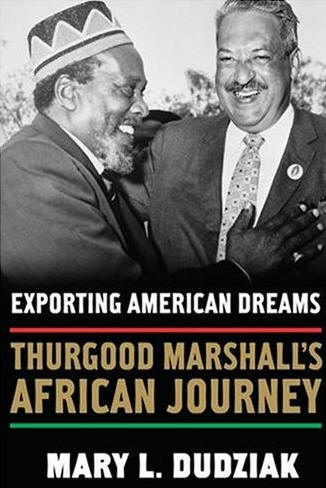 EXPORTING AMERICAN DREAMS
THURGOOD MARSHALL'S
AFRICAN JOURNEY
MARY L. DUDZIAK